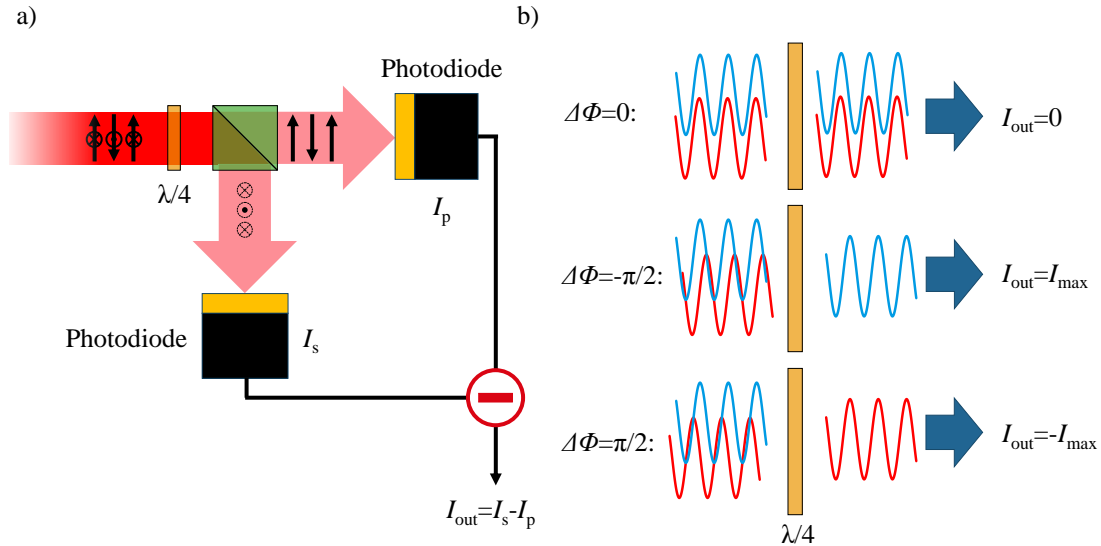 a)
Photodiode
λ/4
I_p
Photodiode
I_s
I_out=I_s-I_p
b)
ΔΦ=0:
I_out=0
ΔΦ=-π/2:
I_out=I_max
ΔΦ=π/2:
I_out=-I_max
λ/4